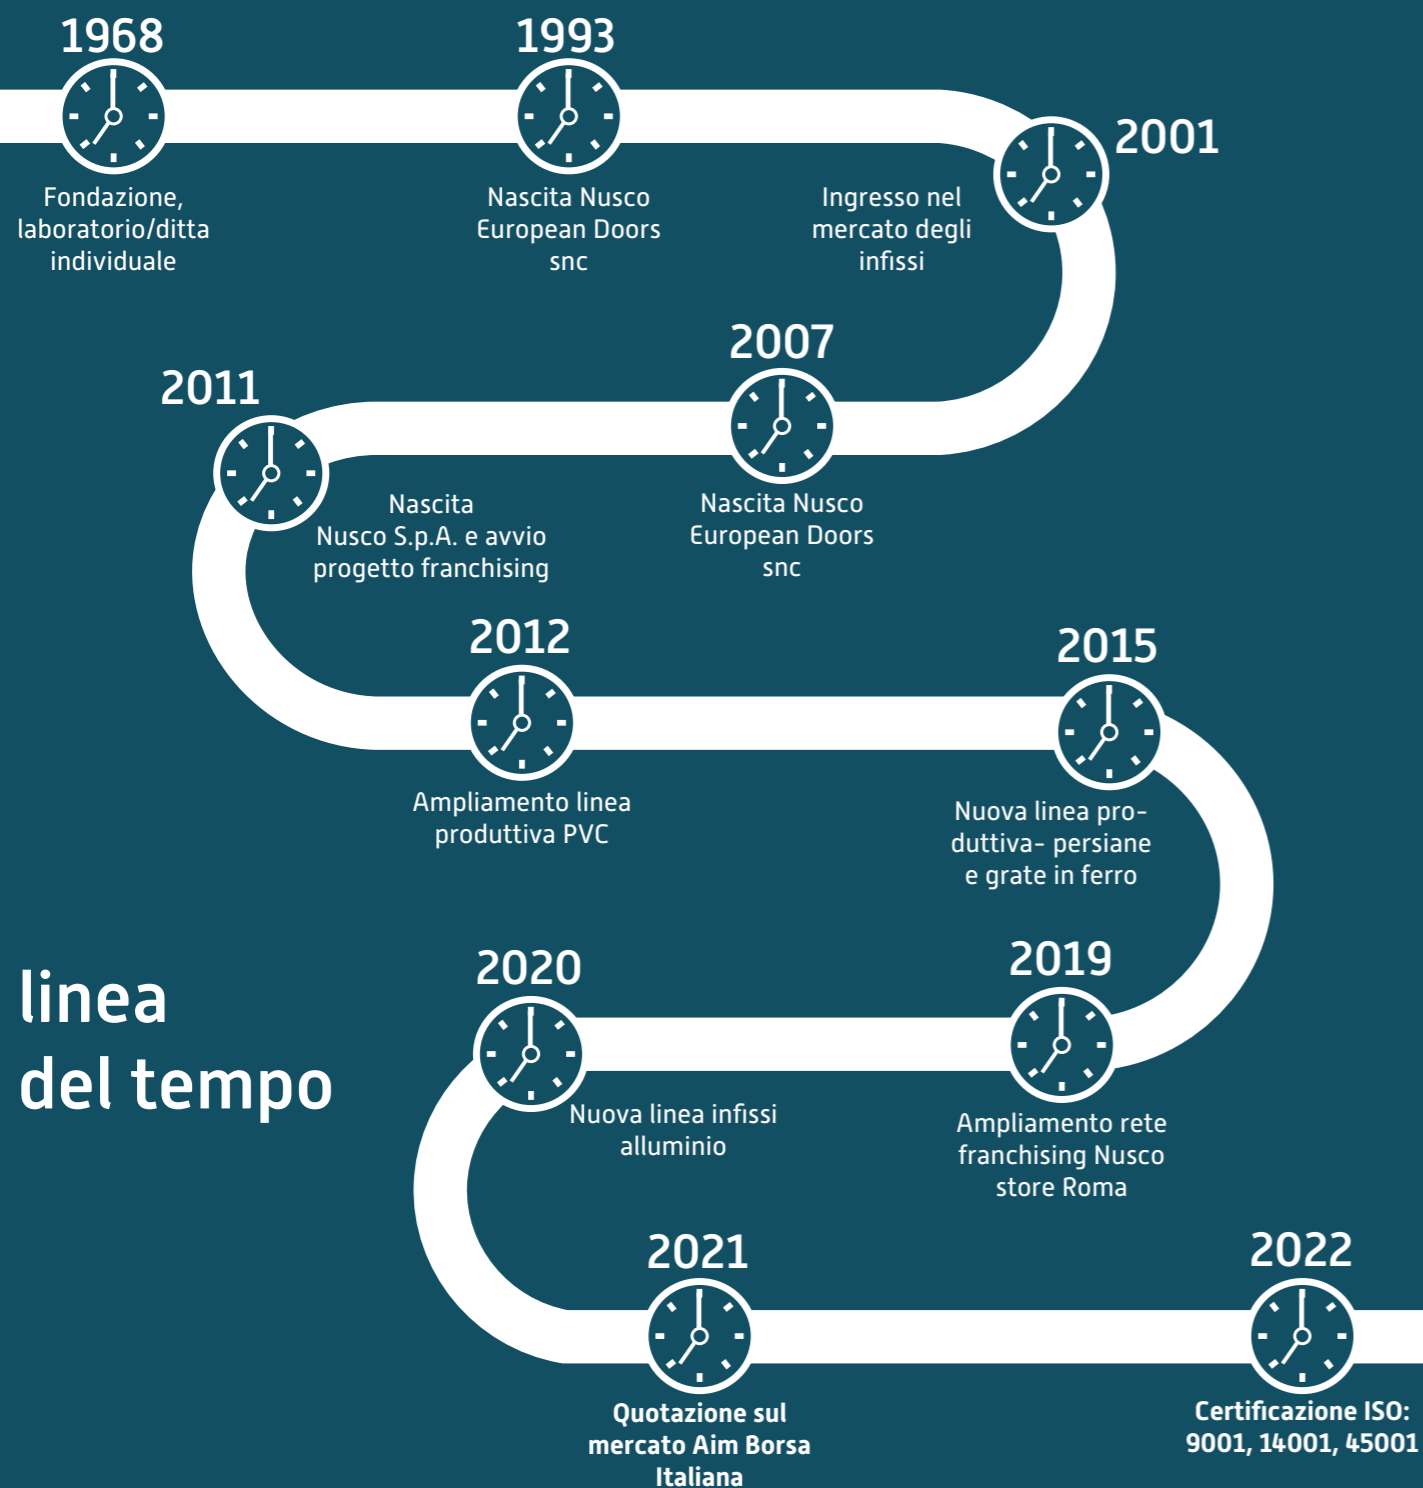 1968
Fondazione,
laboratorio/ditta
individuale
1993
Nascita Nusco
European Doors
snc
2001
Ingresso nel
mercato degli
infissi
2007
Nascita Nusco
European Doors
snc
2011
Nascita
Nusco S.p.A. e avvio
progetto franchising
2012
Ampliamento linea
produttiva PVC
2015
Nuova linea pro-
duttiva- persiane
e grate in ferro
2019
Ampliamento rete
franchising Nusco
store Roma
2020
Nuova linea infissi
alluminio
linea
del tempo
2021
Quotazione sul
mercato Aim Borsa
Italiana
2022
Certificazione ISO:
9001, 14001, 45001